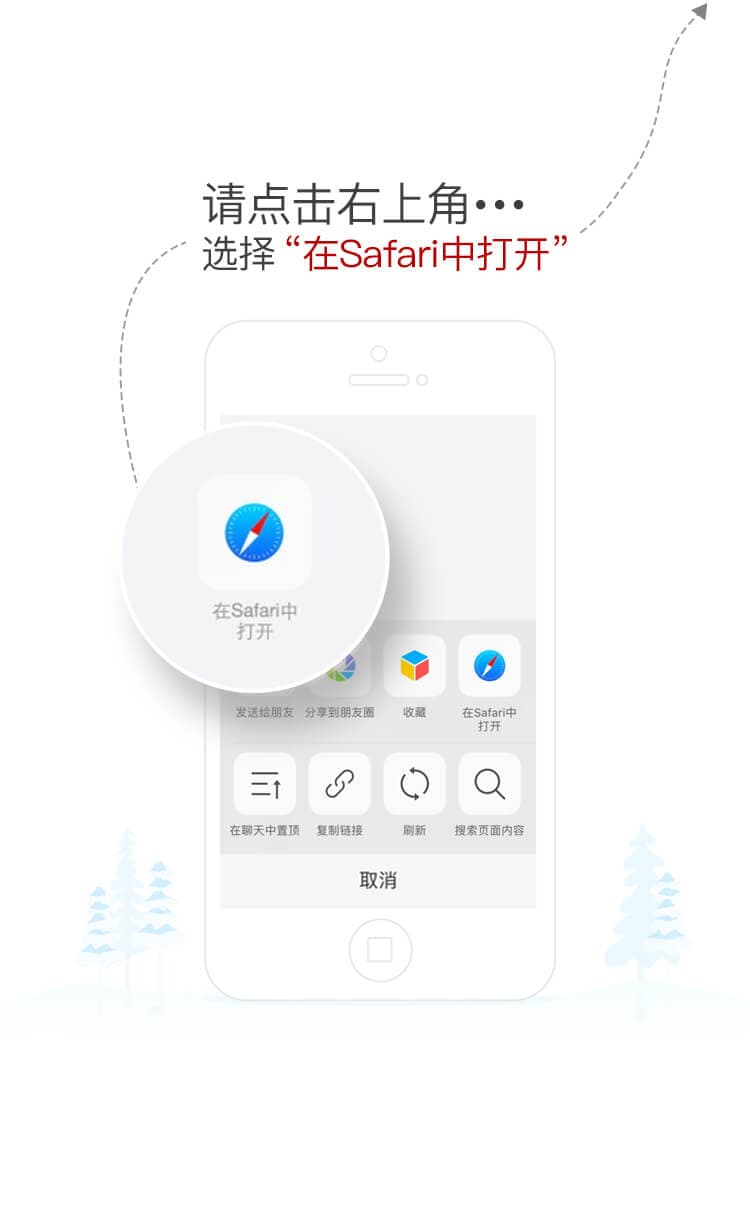 请点击右上角•••
选择“在Safari中打开”
在Safari中
打开
发送给朋友
分享到朋友圈
收藏
在Safari中
打开
在聊天中置顶
复制链接
刷新
搜索页面内容
取消